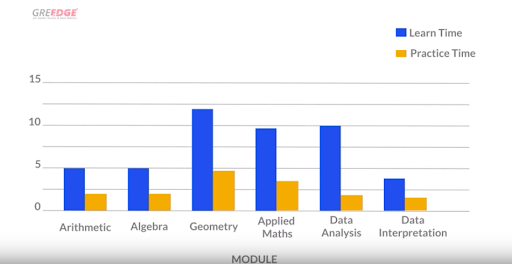 GREEDGE
Learn Time
Practice Time
15
10
5
0
Arithmetic
Algebra
Geometry
Applied
Maths
Data
Analysis
Data
Interpretation
MODULE